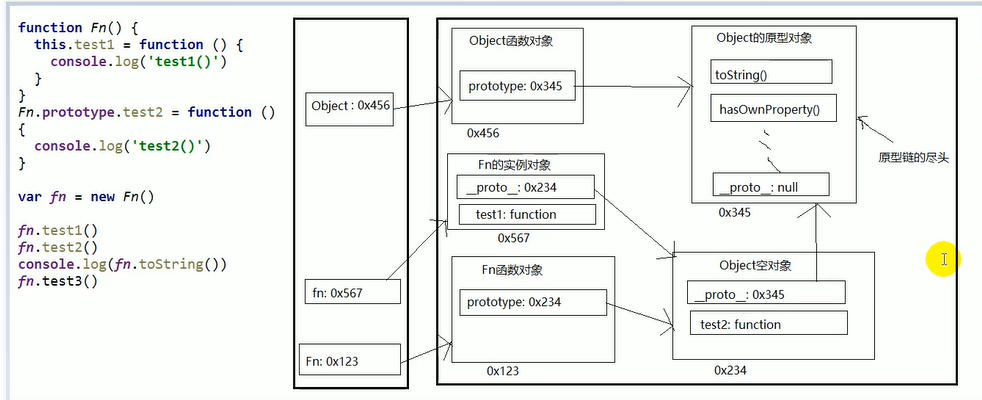 function Fn() {
this.test1 = function () {
console.log('test1()')
}
}
Fn.prototype.test2 = function ()
{
console.log('test2()')
}
var fn = new Fn()
fn.test1()
fn.test2()
console.log(fn.toString())
fn.test3()
Object : 0x456
fn: 0x567
Fn: 0x123
Object函数对象
prototype: 0x345
0x456
Fn的实例对象
__proto__: 0x234
test1: function
0x567
Fn函数对象
prototype: 0x234
0x123
Object的原型对象
toString()
hasOwnProperty()
__proto__: null
0x345
原型链的尽头
Object空对象
__proto__: 0x345
test2: function
0x234